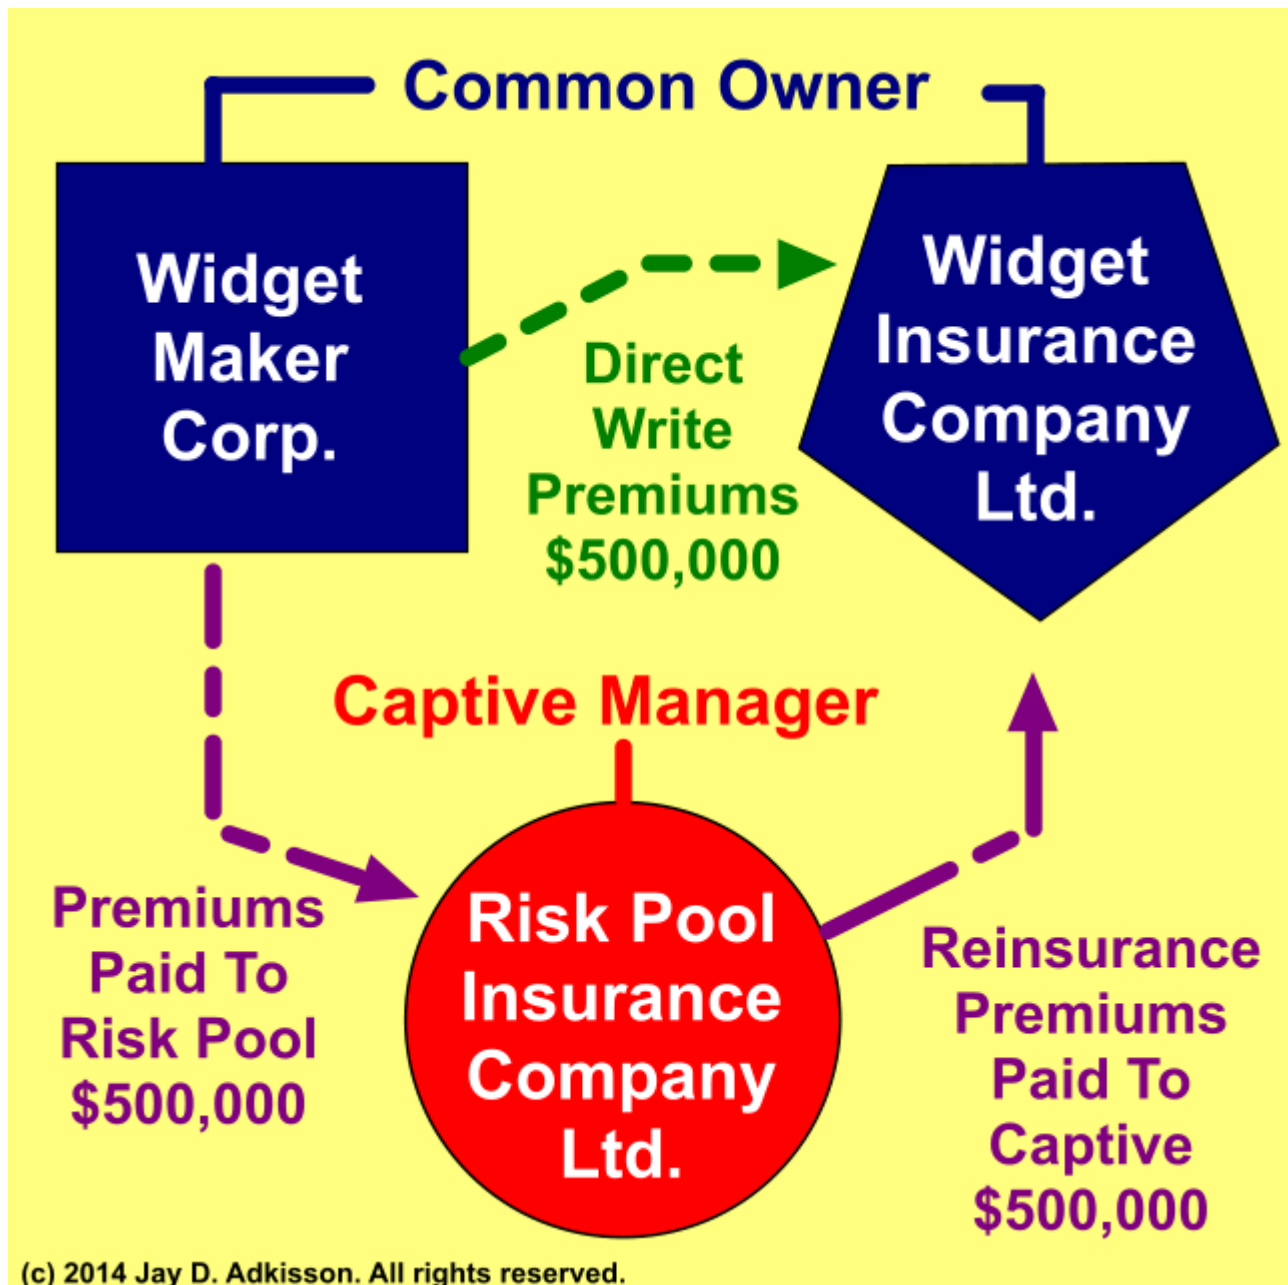 Common Owner
Widget
Maker
Corp.
Widget
Insurance
Company
Ltd.
Direct
Write
Premiums
$500,000
Captive Manager
Premiums
Paid To
Risk Pool
$500,000
Risk Pool
Insurance
Company
Ltd.
Reinsurance
Premiums
Paid To
Captive
$500,000
(c) 2014 Jay D. Adkisson. All rights reserved.